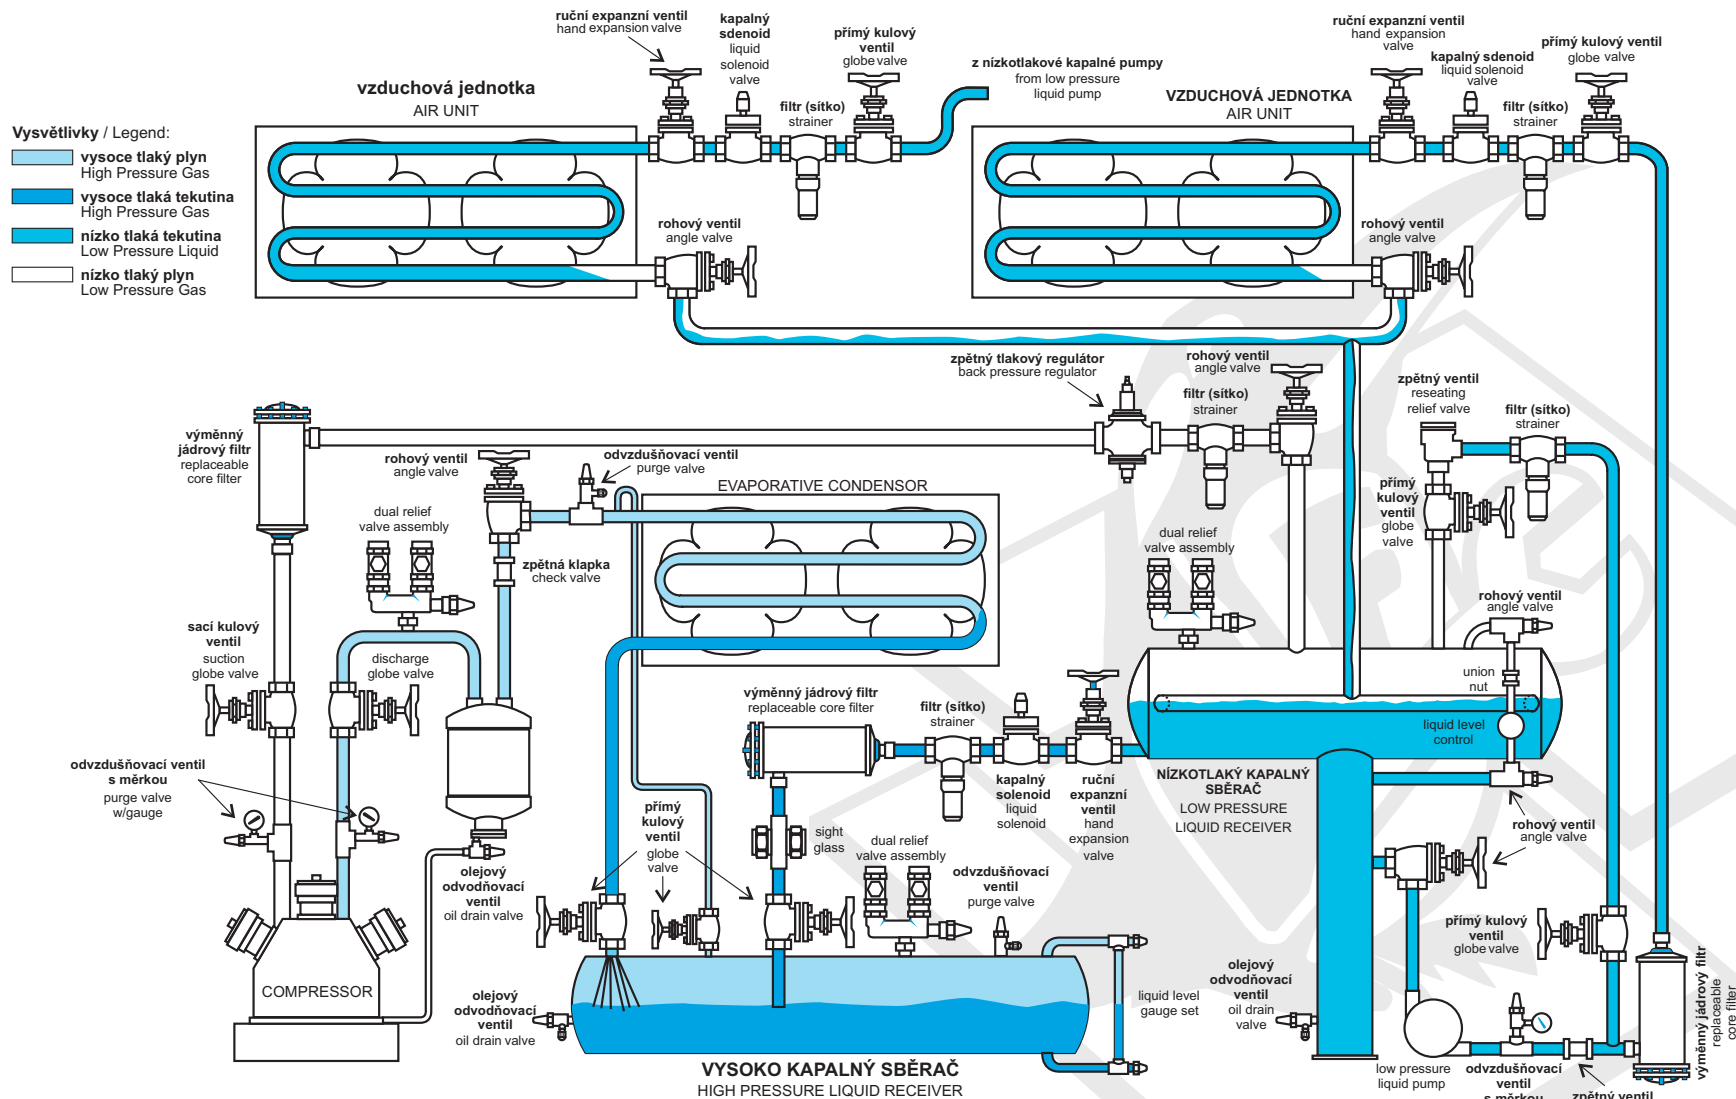 ruční expanzní ventil
hand expansion valve
kapalný
sdenoid
liquid
solenoid
valve
přímý kulový
ventil
globe valve
z nízkotlakové kapalné pumpy
from low pressure
liquid pump
ruční expanzní ventil
hand expansion
valve
kapalný sdenoid
liquid solenoid
valve
přímý kulový ventil
globe valve
vzduchová jednotka
AIR UNIT
filtr (sítko)
strainer
VZDUCHOVÁ JEDNOTKA
AIR UNIT
filtr (sítko)
strainer
Vysvětlivky / Legend:
vysoce tlaký plyn
High Pressure Gas
vysoce tlaká tekutina
High Pressure Gas
nízko tlaká tekutina
Low Pressure Liquid
nízko tlaký plyn
Low Pressure Gas
rohový ventil
angle valve
rohový ventil
angle valve
zpětný tlakový regulátor
back pressure regulator
rohový ventil
angle valve
filtr (sítko)
strainer
zpětný ventil
reseating
relief valve
filtr (sítko)
strainer
výměnný
jádrový filtr
replaceable
core filter
rohový ventil
angle valve
odvzdušňovací ventil
purge valve
EVAPORATIVE CONDENSOR
přímý
kulový
ventil
globe
valve
dual relief
valve assembly
dual relief
valve assembly
zpětná klapka
check valve
rohový ventil
angle valve
sací kulový
ventil
suction
globe valve
discharge
globe valve
union
nut
výměnný jádrový filtr
replaceable core filter
filtr (sítko)
strainer
liquid level
control
odvzdušňovací ventil
s měrkou
purge valve
w/gauge
kapalný
solenoid
liquid
solenoid
ruční
expanzní
ventil
hand
expansion
valve
NÍZKOTLAKÝ KAPALNÝ
SBĚRAČ
LOW PRESSURE
LIQUID RECEIVER
přímý
kulový
ventil
globe
valve
sight
glass
dual relief
valve assembly
rohový ventil
angle valve
olejový
odvodňovací
ventil
oil drain valve
odvzdušňovací
ventil
purge valve
přímý kulový
ventil
globe valve
COMPRESSOR
olejový
odvodňovací
ventil
oil drain valve
liquid level
gauge set
olejový
odvodňovací
ventil
oil drain
valve
výměnný jádrový filtr
replaceable
core filter
VYSOKO KAPALNÝ SBĚRAČ
HIGH PRESSURE LIQUID RECEIVER
low pressure
liquid pump
odvzdušňovací
ventil
s měrkou
zpětný ventil